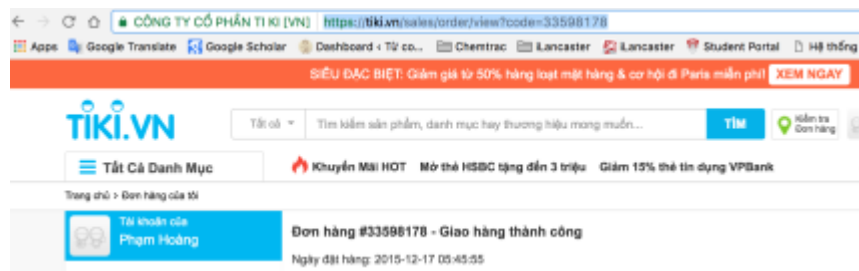 CÔNG TY CỔ PHẦN TI KI [VN] https://tiki.vn/sales/order/view?code=33598178
Apps Google Translate Google Scholar Dashboard ‹ Từ co... Chemtrac Lancaster Lancaster Student Portal Hệ thống
SIÊU ĐẶC BIỆT: Giảm giá từ 50% hàng loạt mặt hàng & cơ hội đi Paris miễn phí! XEM NGAY
TIKI.VN Tất cả Tìm kiếm sản phẩm, danh mục hay thương hiệu mong muốn... TÌM Kiểm tra
Đơn hàng
Tất Cả Danh Mục Khuyến Mãi HOT Mở thẻ HSBC tặng đến 3 triệu Giảm 15% thẻ tín dụng VPBank
Trang chủ > Đơn hàng của tôi
Tài khoản của
Phạm Hoàng
Đơn hàng #33598178 - Giao hàng thành công
Ngày đặt hàng: 2015-12-17 05:45:55